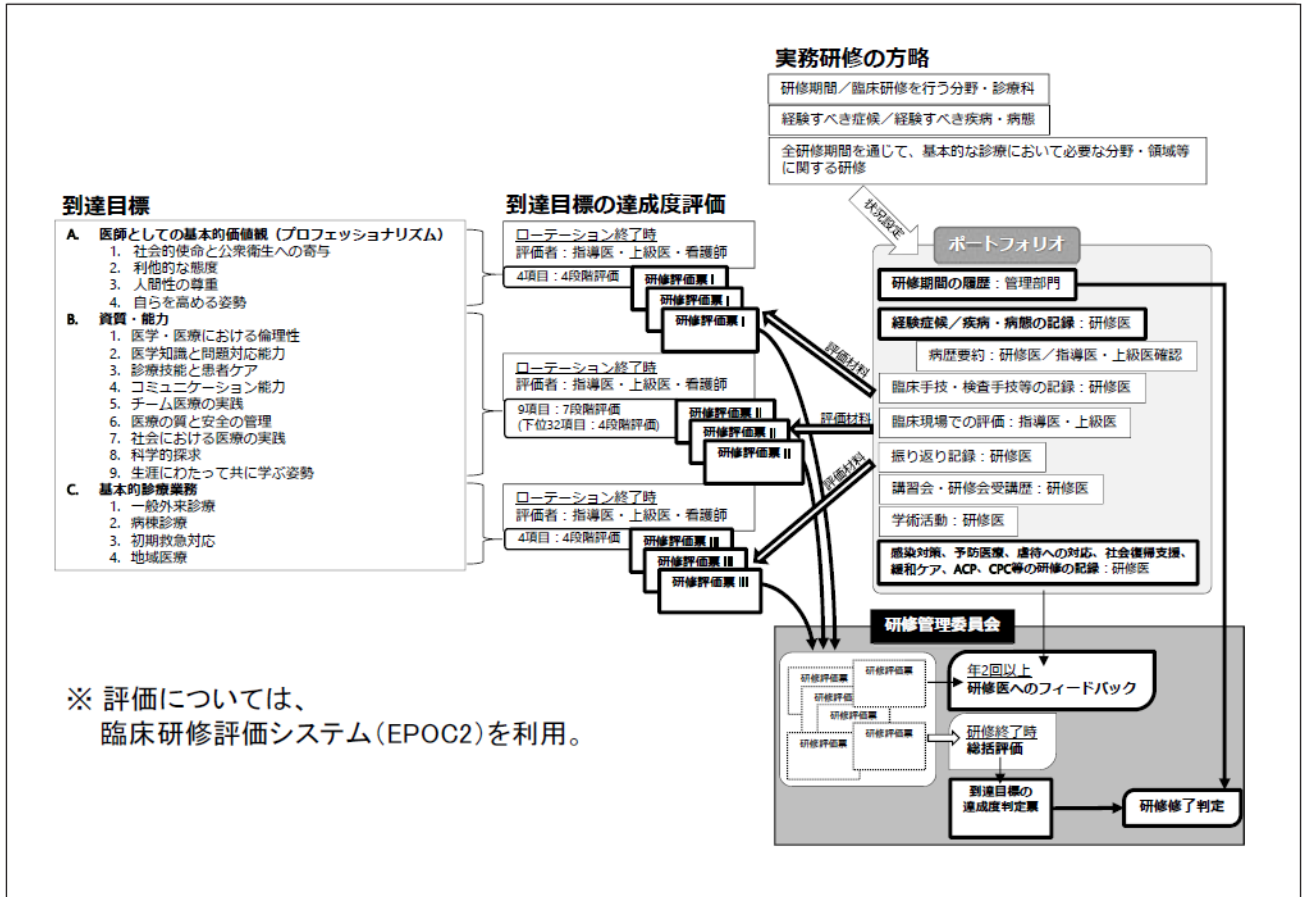 実務研修の方略
研修期間／臨床研修を行う分野・診療科
経験すべき症候／経験すべき疾病・病態
全研修期間を通じて、基本的な診療において必要な分野・領域等
に関する研修
到達目標
A. 医師としての基本的価値観（プロフェッショナリズム）
1. 社会的使命と公衆衛生への寄与
2. 利他的な態度
3. 人間性の尊重
4. 自らを高める姿勢
B. 資質・能力
1. 医学・医療における倫理性
2. 医学知識と問題対応能力
3. 診療技能と患者ケア
4. コミュニケーション能力
5. チーム医療の実践
6. 医療の質と安全の管理
7. 社会における医療の実践
8. 科学的探求
9. 生涯にわたって共に学ぶ姿勢
C. 基本的診療業務
1. 一般外来診療
2. 病棟診療
3. 初期救急対応
4. 地域医療
到達目標の達成度評価
ローテーション終了時
評価者：指導医・上級医・看護師
4項目：4段階評価
研修評価票 I
研修評価票 I
研修評価票 I
ローテーション終了時
評価者：指導医・上級医・看護師
9項目：7段階評価
(下位32項目：4段階評価)
研修評価票 II
研修評価票 II
研修評価票 II
ローテーション終了時
評価者：指導医・上級医・看護師
4項目：4段階評価
研修評価票 III
研修評価票 III
研修評価票 III
状況設定
評価材料
評価材料
評価材料
ポートフォリオ
研修期間の履歴：管理部門
経験症候／疾病・病態の記録：研修医
病歴要約：研修医／指導医・上級医確認
臨床手技・検査手技等の記録：研修医
臨床現場での評価：指導医・上級医
振り返り記録：研修医
講習会・研修会受講歴：研修医
学術活動：研修医
感染対策、予防医療、虐待への対応、社会復帰支援、
緩和ケア、ACP、CPC等の研修の記録：研修医
研修管理委員会
研修評価票
研修評価票
研修評価票
研修評価票
研修評価票
研修評価票
年2回以上
研修医へのフィードバック
研修終了時
総括評価
到達目標の
達成度判定票
研修修了判定
※ 評価については、
臨床研修評価システム（EPOC2）を利用。